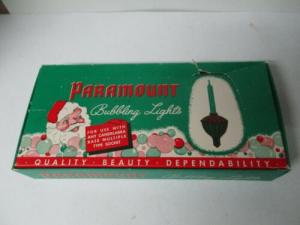 PARAMOUNT
Bubbling Lights
FOR USE WITH
ANY CANDELABRA
BASE MULTIPLE
TYPE SOCKET
QUALITY · BEAUTY · DEPENDABILITY